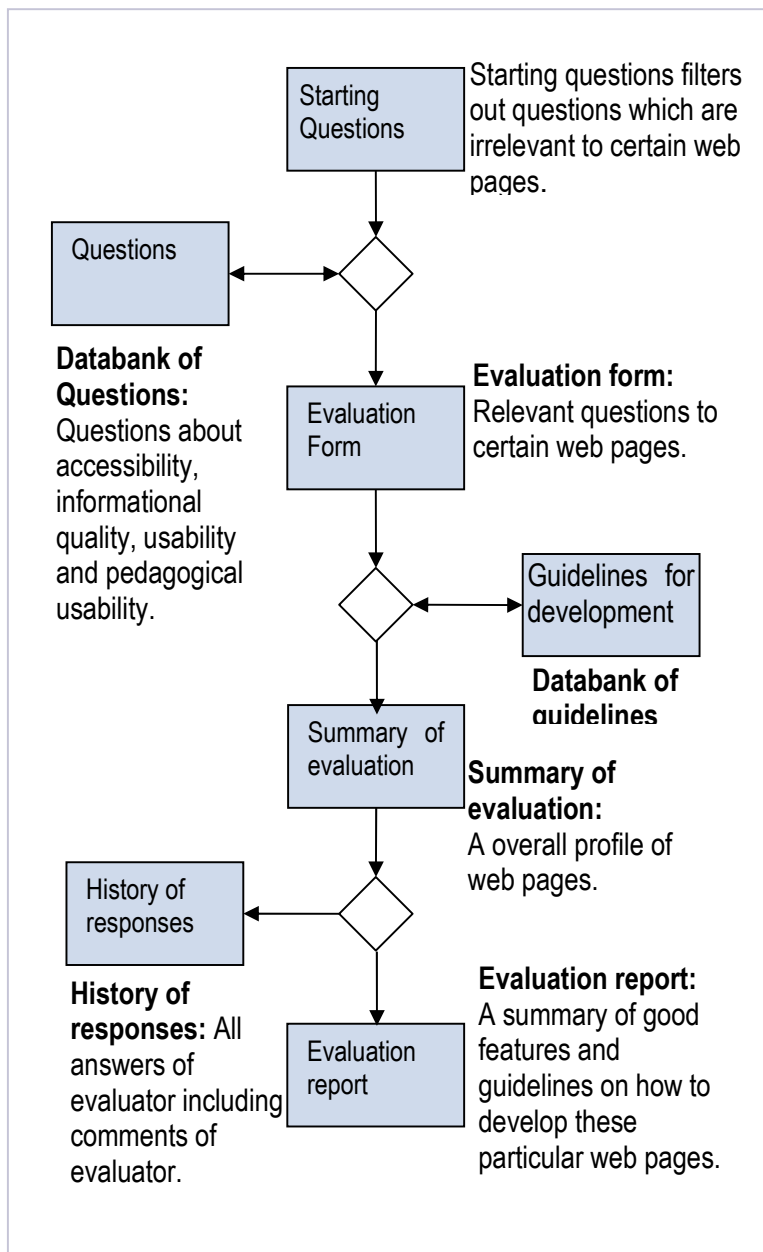 Starting
Questions
Starting questions filters
out questions which are
irrelevant to certain web
pages.
Questions
Databank of
Questions:
Questions about
accessibility,
informational
quality, usability
and pedagogical
usability.
Evaluation
Form
Evaluation form:
Relevant questions to
certain web pages.
Guidelines for
development
Databank of
guidelines
Summary of
evaluation
Summary of
evaluation:
A overall profile of
web pages.
History of
responses
History of
responses: All
answers of
evaluator including
comments of
evaluator.
Evaluation
report
Evaluation report:
A summary of good
features and
guidelines on how to
develop these
particular web pages.